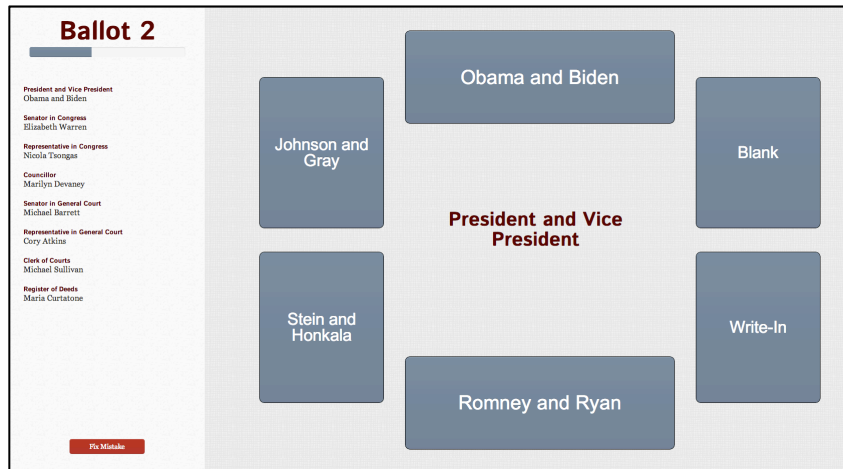 Ballot 2
President and Vice President
Obama and Biden
Senator in Congress
Elizabeth Warren
Representative in Congress
Nicola Tsongas
Councillor
Marilyn Devaney
Senator in General Court
Michael Barrett
Representative in General Court
Cory Atkins
Clerk of Courts
Michael Sullivan
Register of Deeds
Maria Curtatone
Fix Mistake
Obama and Biden
Johnson and
Gray
Blank
President and Vice
President
Stein and
Honkala
Write-In
Romney and Ryan